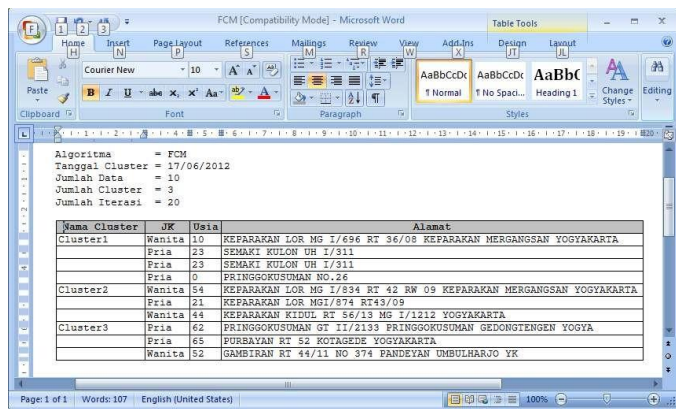 FCM [Compatibility Mode] - Microsoft Word
Table Tools
F
1 2 3
Home Insert Page Layout References Mailings Review View Add-Ins Design Layout
H N P S M R W X JT JL
Paste
Courier New 10
B I U abe
AaBbCcDc AaBbCcDc AaBbC
¶ Normal ¶ No Spaci... Heading 1
Change Styles
Editing
Clipboard Font Paragraph Styles
Algoritma = FCM
Tanggal Cluster = 17/06/2012
Jumlah Data = 10
Jumlah Cluster = 3
Jumlah Iterasi = 20
Nama Cluster JK Usia Alamat
Cluster1 Wanita 10 KEPARAKAN LOR MG I/696 RT 36/08 KEPARAKAN MERGANGSAN YOGYAKARTA
Pria 23 SEMAKI KULON UH I/311
Pria 23 SEMAKI KULON UH I/311
Pria 0 PRINGGOKUSUMAN NO.26
Cluster2 Wanita 54 KEPARAKAN LOR MG I/834 RT 42 RW 09 KEPARAKAN MERGANGSAN YOGYAKARTA
Pria 21 KEPARAKAN LOR MGI/874 RT43/09
Wanita 44 KEPARAKAN KIDUL RT 56/13 MG I/1212 YOGYAKARTA
Cluster3 Pria 62 PRINGGOKUSUMAN GT II/2133 PRINGGOKUSUMAN GEDONGTENGEN YOGYA
Pria 65 PURBAYAN RT 52 KOTAGEDE YOGYAKARTA
Wanita 52 GAMBIRAN RT 44/11 NO 374 PANDEYAN UMBULHARJO YK
Page: 1 of 1 Words: 107 English (United States) 100%